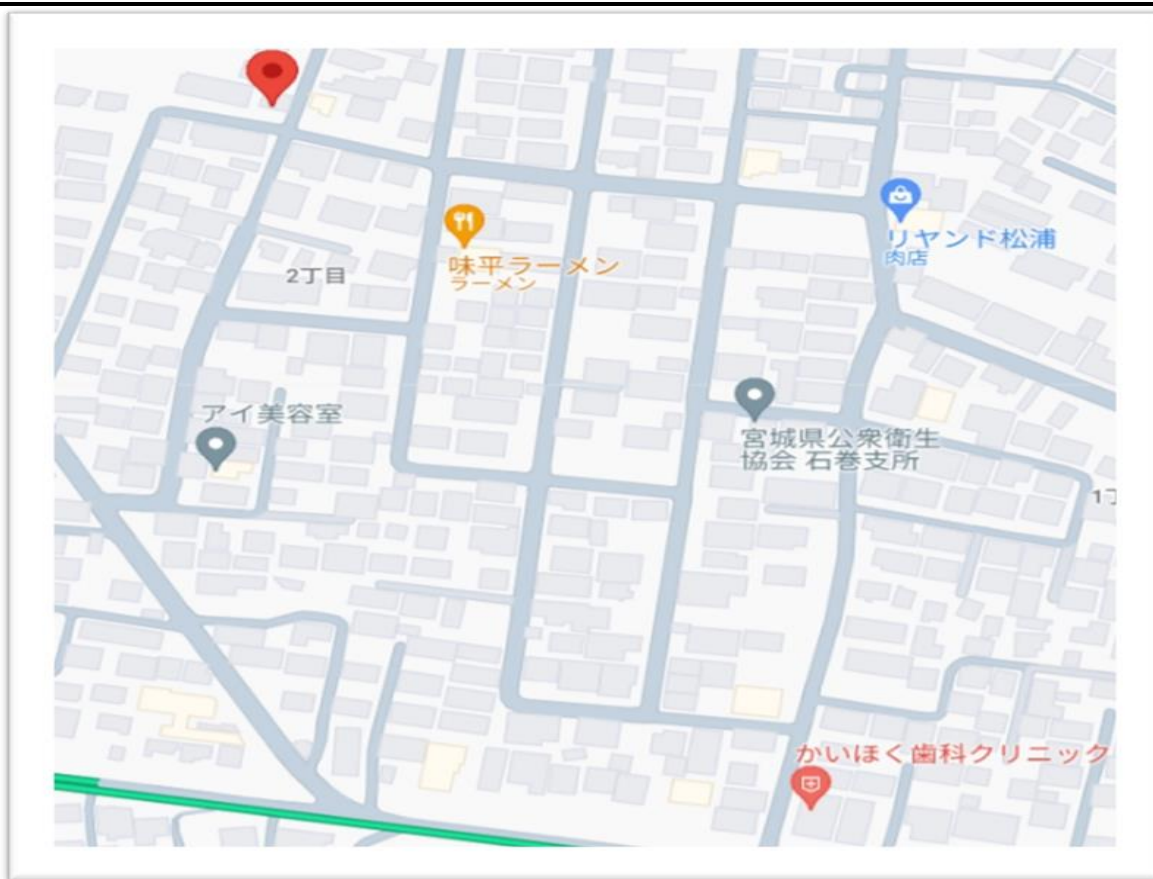 リヤンド松浦
肉店
味平ラーメン
ラーメン
2丁目
アイ美容室
宮城県公衆衛生
協会 石巻支所
かいほく歯科クリニック